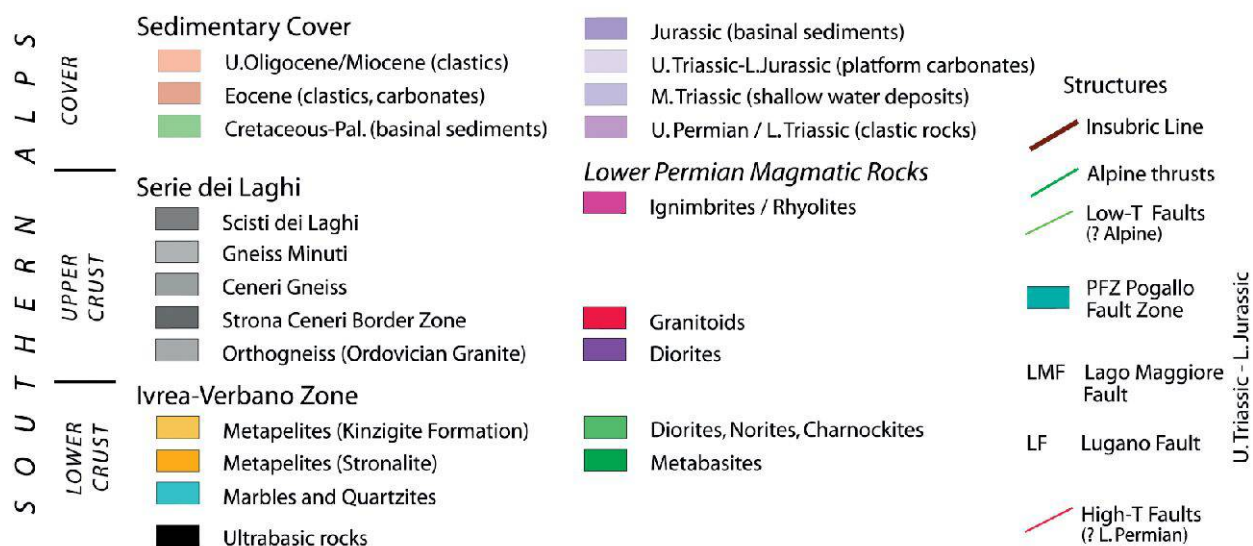 SOUTHERN ALPS
COVER
UPPER
CRUST
LOWER
CRUST
Sedimentary Cover
U.Oligocene/Miocene (clastics)
Eocene (clastics, carbonates)
Cretaceous-Pal. (basinal sediments)
Serie dei Laghi
Scisti dei Laghi
Gneiss Minuti
Ceneri Gneiss
Strona Ceneri Border Zone
Orthogneiss (Ordovician Granite)
Ivrea-Verbano Zone
Metapelites (Kinzigite Formation)
Metapelites (Stronalite)
Marbles and Quartzites
Ultrabasic rocks
Jurassic (basinal sediments)
U.Triassic-L.Jurassic (platform carbonates)
M.Triassic (shallow water deposits)
U. Permian / L.Triassic (clastic rocks)
Lower Permian Magmatic Rocks
Ignimbrites / Rhyolites
Granitoids
Diorites
Diorites, Norites, Charnockites
Metabasites
Structures
Insubric Line
Alpine thrusts
Low-T Faults
(? Alpine)
PFZ Pogallo
Fault Zone
LMF Lago Maggiore
Fault
LF Lugano Fault
High-T Faults
(? L. Permian)
U.Triassic - L.Jurassic